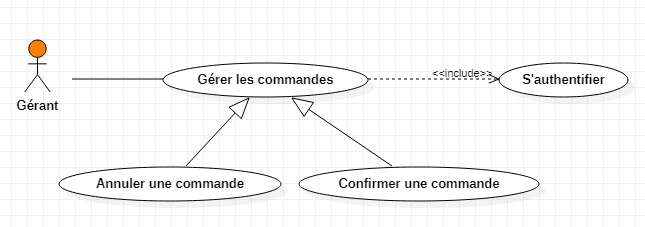 Gérer les commandes
<<include>>
S'authentifier
Gérant
Annuler une commande
Confirmer une commande